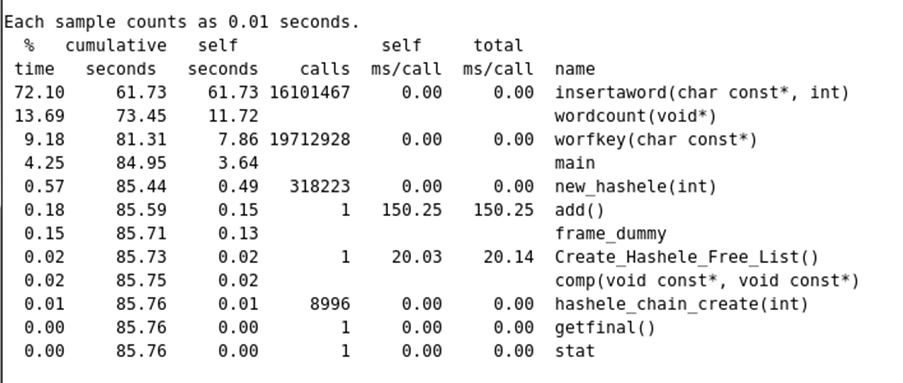 Each sample counts as 0.01 seconds.
  %   cumulative   self              self     total
 time   seconds   seconds    calls  ms/call  ms/call  name
72.10     61.73    61.73 16101467     0.00     0.00  insertaword(char const*, int)
13.69     73.45    11.72                             wordcount(void*)
 9.18     81.31     7.86 19712928     0.00     0.00  worfkey(char const*)
 4.25     84.95     3.64                             main
 0.57     85.44     0.49   318223     0.00     0.00  new_hashele(int)
 0.18     85.59     0.15        1   150.25   150.25  add()
 0.15     85.71     0.13                             frame_dummy
 0.02     85.73     0.02        1    20.03    20.14  Create_Hashele_Free_List()
 0.02     85.75     0.02                             comp(void const*, void const*)
 0.01     85.76     0.01     8996     0.00     0.00  hashele_chain_create(int)
 0.00     85.76     0.00        1     0.00     0.00  getfinal()
 0.00     85.76     0.00        1     0.00     0.00  stat